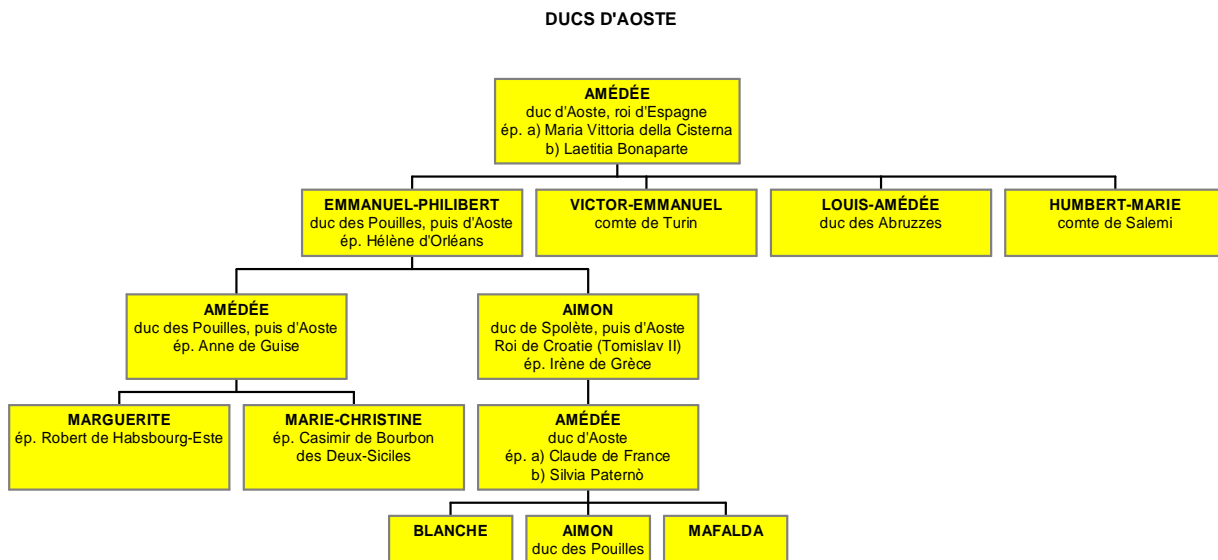 DUCS D'AOSTE
AMÉDÉE
duc d'Aoste, roi d'Espagne
ép. a) Maria Vittoria della Cisterna
b) Laetitia Bonaparte
EMMANUEL-PHILIBERT
duc des Pouilles, puis d'Aoste
ép. Hélène d'Orléans
VICTOR-EMMANUEL
comte de Turin
LOUIS-AMÉDÉE
duc des Abruzzes
HUMBERT-MARIE
comte de Salemi
AMÉDÉE
duc des Pouilles, puis d'Aoste
ép. Anne de Guise
AIMON
duc de Spolète, puis d'Aoste
Roi de Croatie (Tomislav II)
ép. Irène de Grèce
MARGUERITE
ép. Robert de Habsbourg-Este
MARIE-CHRISTINE
ép. Casimir de Bourbon
des Deux-Siciles
AMÉDÉE
duc d'Aoste
ép. a) Claude de France
b) Silvia Paternò
BLANCHE
AIMON
duc des Pouilles
MAFALDA